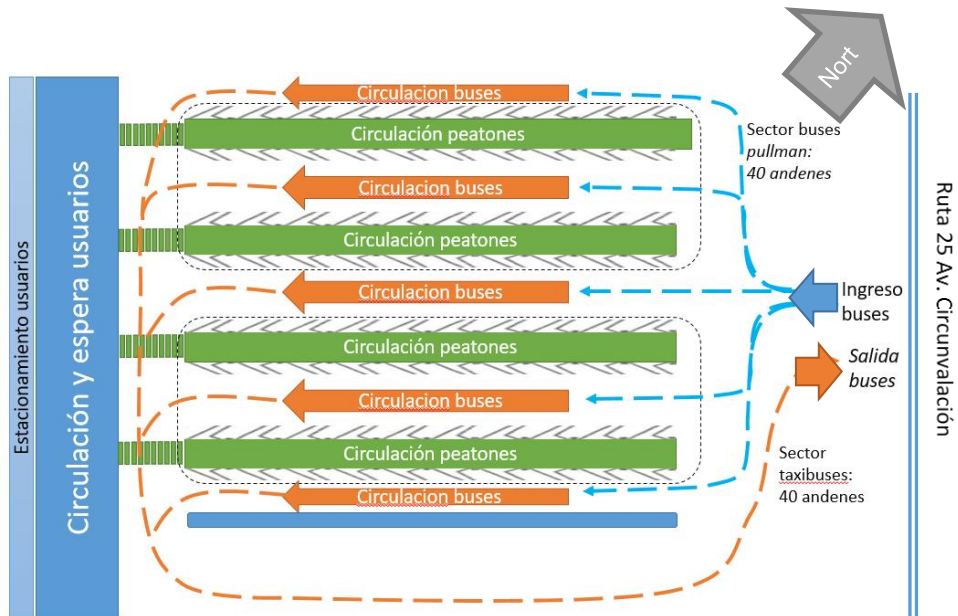 Nort
Circulacion buses
Circulación peatones
Sector buses
pullman:
40 andenes
Circulacion buses
Circulación peatones
Circulacion buses
Ingreso
buses
Circulación peatones
Salida
buses
Circulacion buses
Circulación peatones
Sector
taxibuses:
40 andenes
Circulacion buses
Estacionamiento usuarios
Circulación y espera usuarios
Ruta 25 Av. Circunvalación